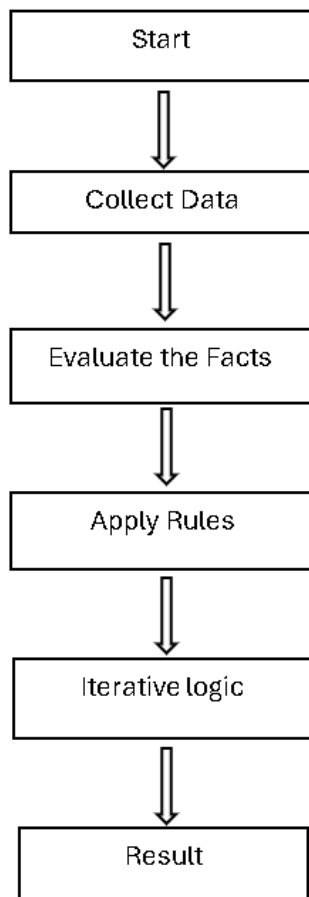 Start
Collect Data
Evaluate the Facts
Apply Rules
Iterative logic
Result